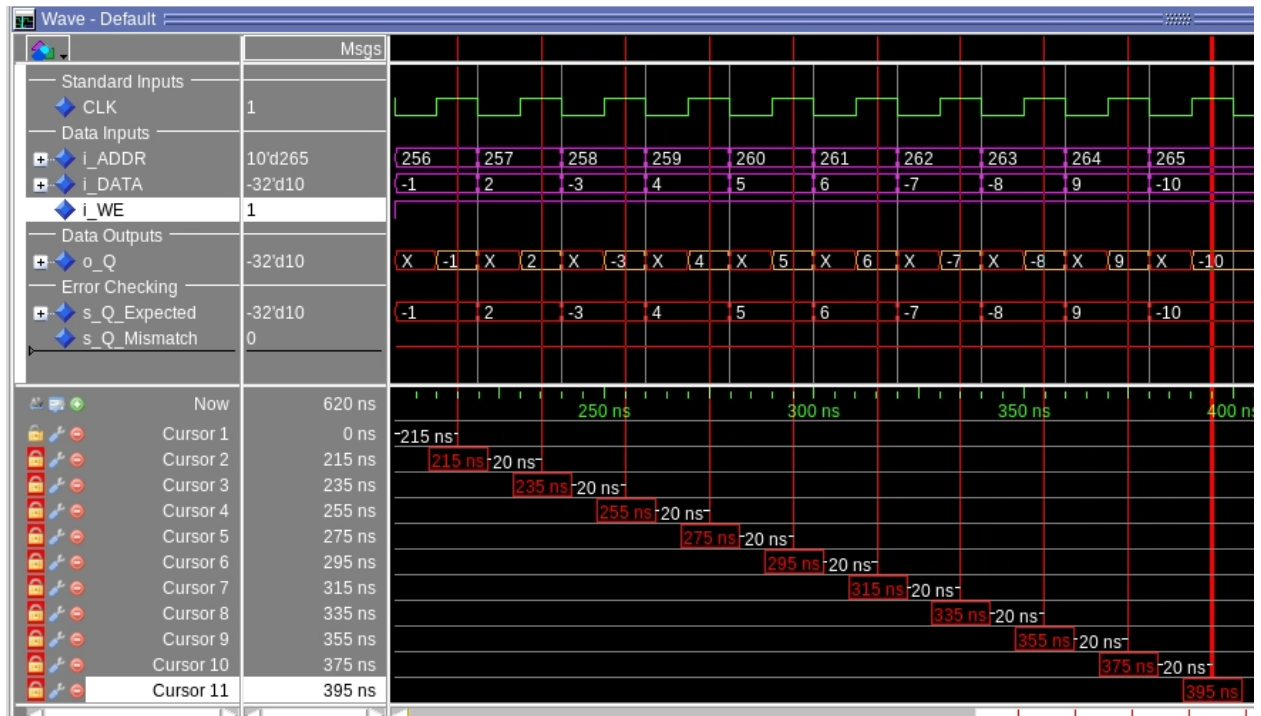 Wave - Default
Msgs
Standard Inputs
CLK 1
Data Inputs
i_ADDR 10'd265 256 257 258 259 260 261 262 263 264 265
i_DATA -32'd10 -1 2 -3 4 5 6 -7 -8 9 -10
i_WE 1
Data Outputs
o_Q -32'd10 X -1 X 2 X -3 X 4 X 5 X 6 X -7 X -8 X 9 X -10
Error Checking
s_Q_Expected -32'd10 -1 2 -3 4 5 6 -7 -8 9 -10
s_Q_Mismatch 0
Now 620 ns 250 ns 300 ns 350 ns 400 ns
Cursor 1 0 ns 215 ns
Cursor 2 215 ns 215 ns 20 ns
Cursor 3 235 ns 235 ns 20 ns
Cursor 4 255 ns 255 ns 20 ns
Cursor 5 275 ns 275 ns 20 ns
Cursor 6 295 ns 295 ns 20 ns
Cursor 7 315 ns 315 ns 20 ns
Cursor 8 335 ns 335 ns 20 ns
Cursor 9 355 ns 355 ns 20 ns
Cursor 10 375 ns 375 ns 20 ns
Cursor 11 395 ns 395 ns